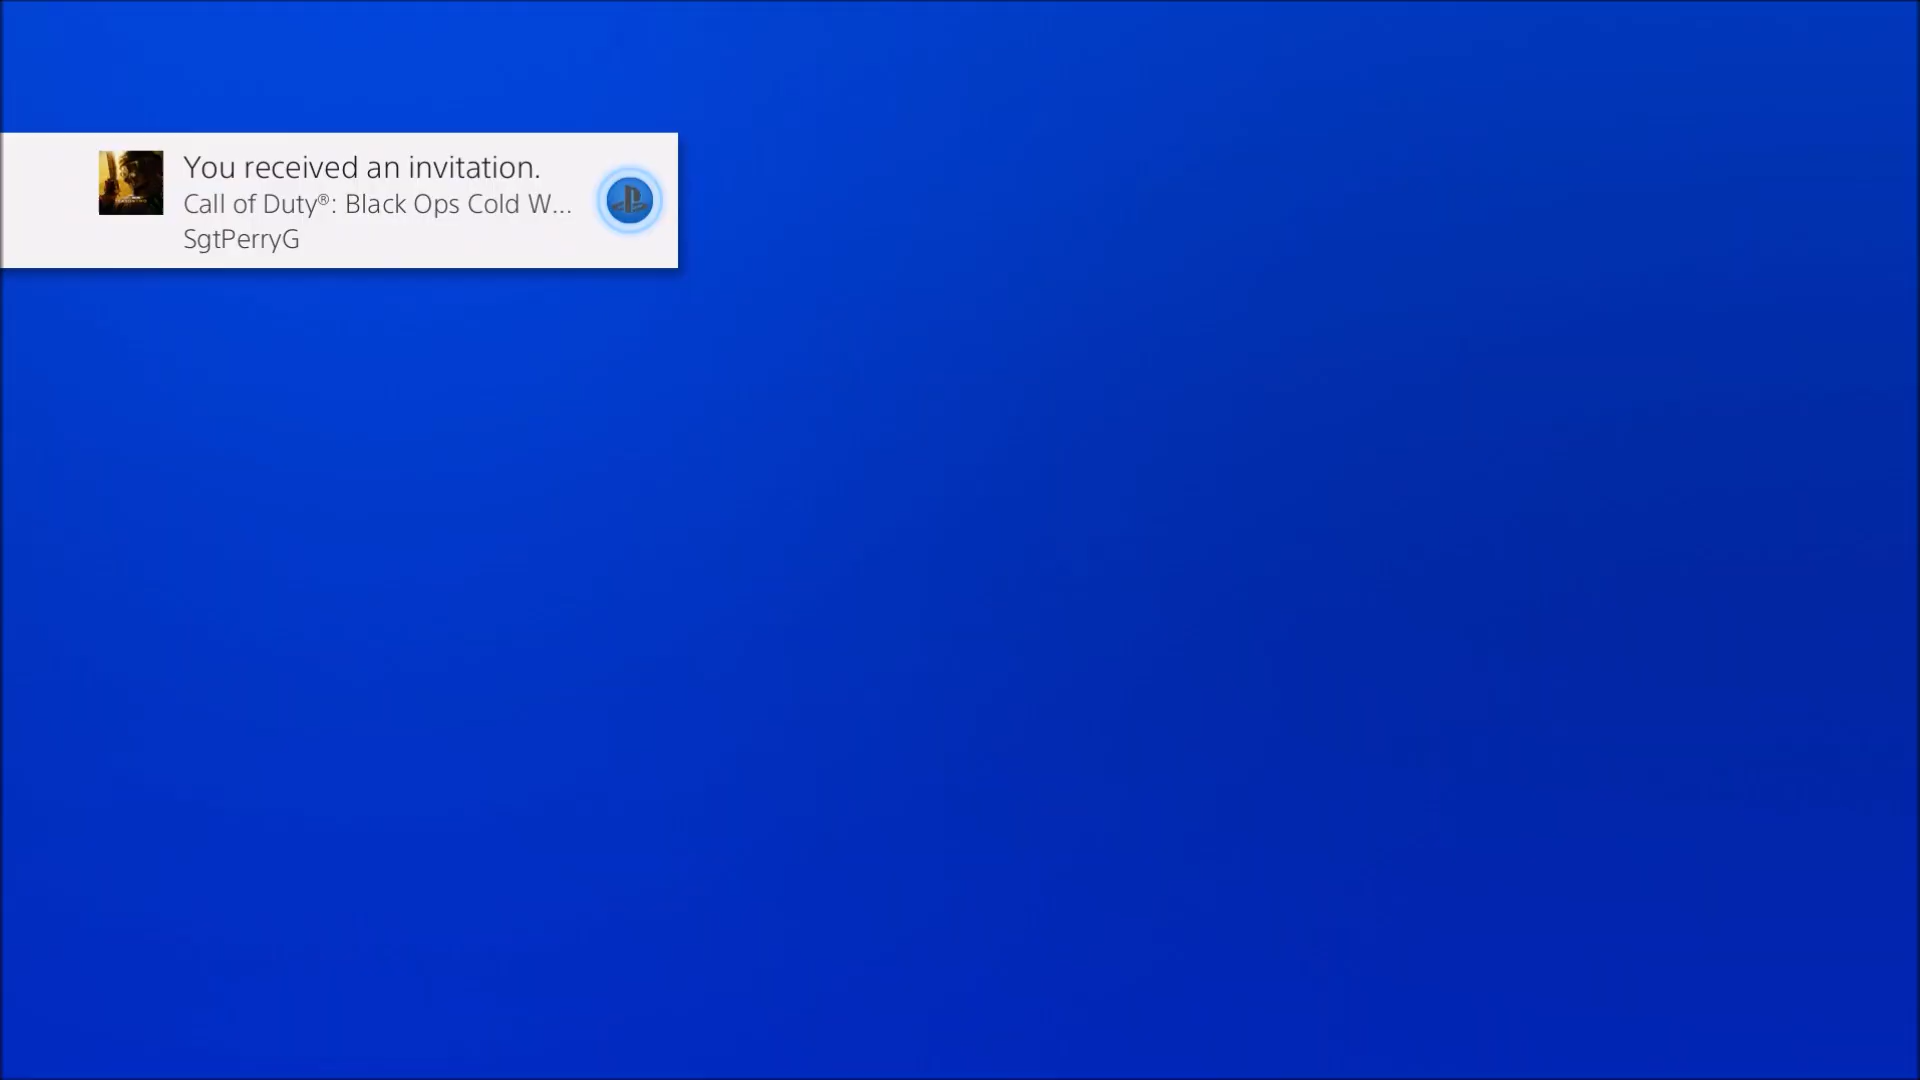 You received an invitation.
Call of Duty®: Black Ops Cold W...
SgtPerryG